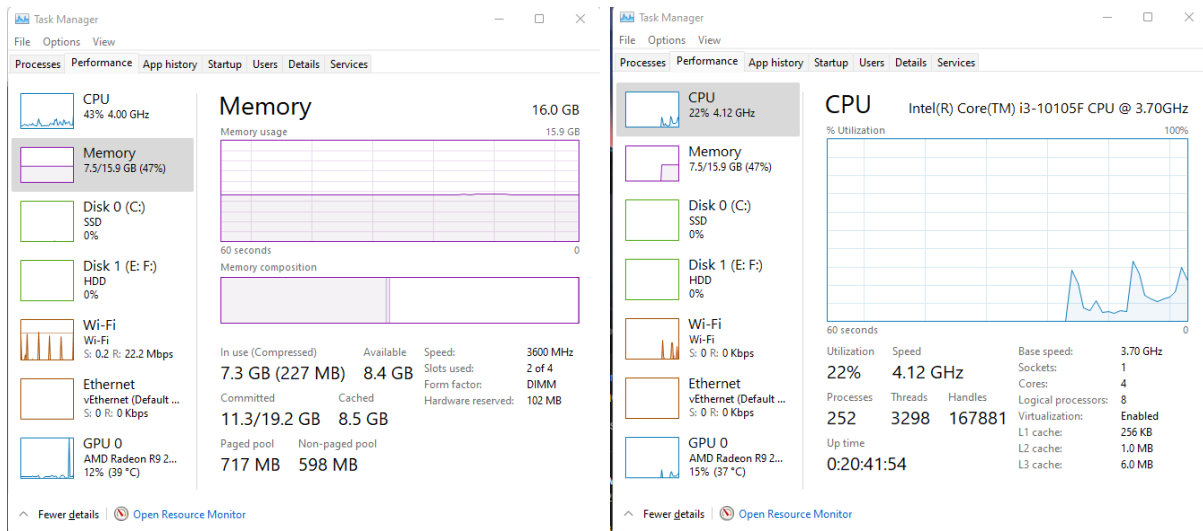 Task Manager
File Options View
Processes Performance App history Startup Users Details Services
CPU
43% 4.00 GHz
Memory
7.5/15.9 GB (47%)
Disk 0 (C:)
SSD
0%
Disk 1 (E: F:)
HDD
0%
Wi-Fi
Wi-Fi
S: 0.2 R: 22.2 Mbps
Ethernet
vEthernet (Default ...
S: 0 R: 0 Kbps
GPU 0
AMD Radeon R9 2...
12% (39 °C)
Memory 16.0 GB
Memory usage 15.9 GB
60 seconds 0
Memory composition
In use (Compressed) Available
7.3 GB (227 MB) 8.4 GB
Committed Cached
11.3/19.2 GB 8.5 GB
Paged pool Non-paged pool
717 MB 598 MB
Speed: 3600 MHz
Slots used: 2 of 4
Form factor: DIMM
Hardware reserved: 102 MB
Fewer details Open Resource Monitor
Task Manager
File Options View
Processes Performance App history Startup Users Details Services
CPU
22% 4.12 GHz
Memory
7.5/15.9 GB (47%)
Disk 0 (C:)
SSD
0%
Disk 1 (E: F:)
HDD
0%
Wi-Fi
Wi-Fi
S: 0 R: 0 Kbps
Ethernet
vEthernet (Default ...
S: 0 R: 0 Kbps
GPU 0
AMD Radeon R9 2...
15% (37 °C)
CPU Intel(R) Core(TM) i3-10105F CPU @ 3.70GHz
% Utilization 100%
60 seconds 0
Utilization Speed
22% 4.12 GHz
Processes Threads Handles
252 3298 167881
Up time
0:20:41:54
Base speed: 3.70 GHz
Sockets: 1
Cores: 4
Logical processors: 8
Virtualization: Enabled
L1 cache: 256 KB
L2 cache: 1.0 MB
L3 cache: 6.0 MB
Fewer details Open Resource Monitor